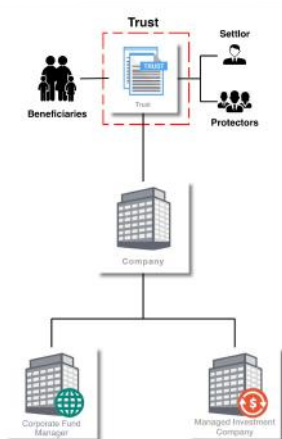 Trust
Settlor
TRUST
Trust
Beneficiaries
Protectors
Company
Corporate Fund
Manager
Managed Investment
Company